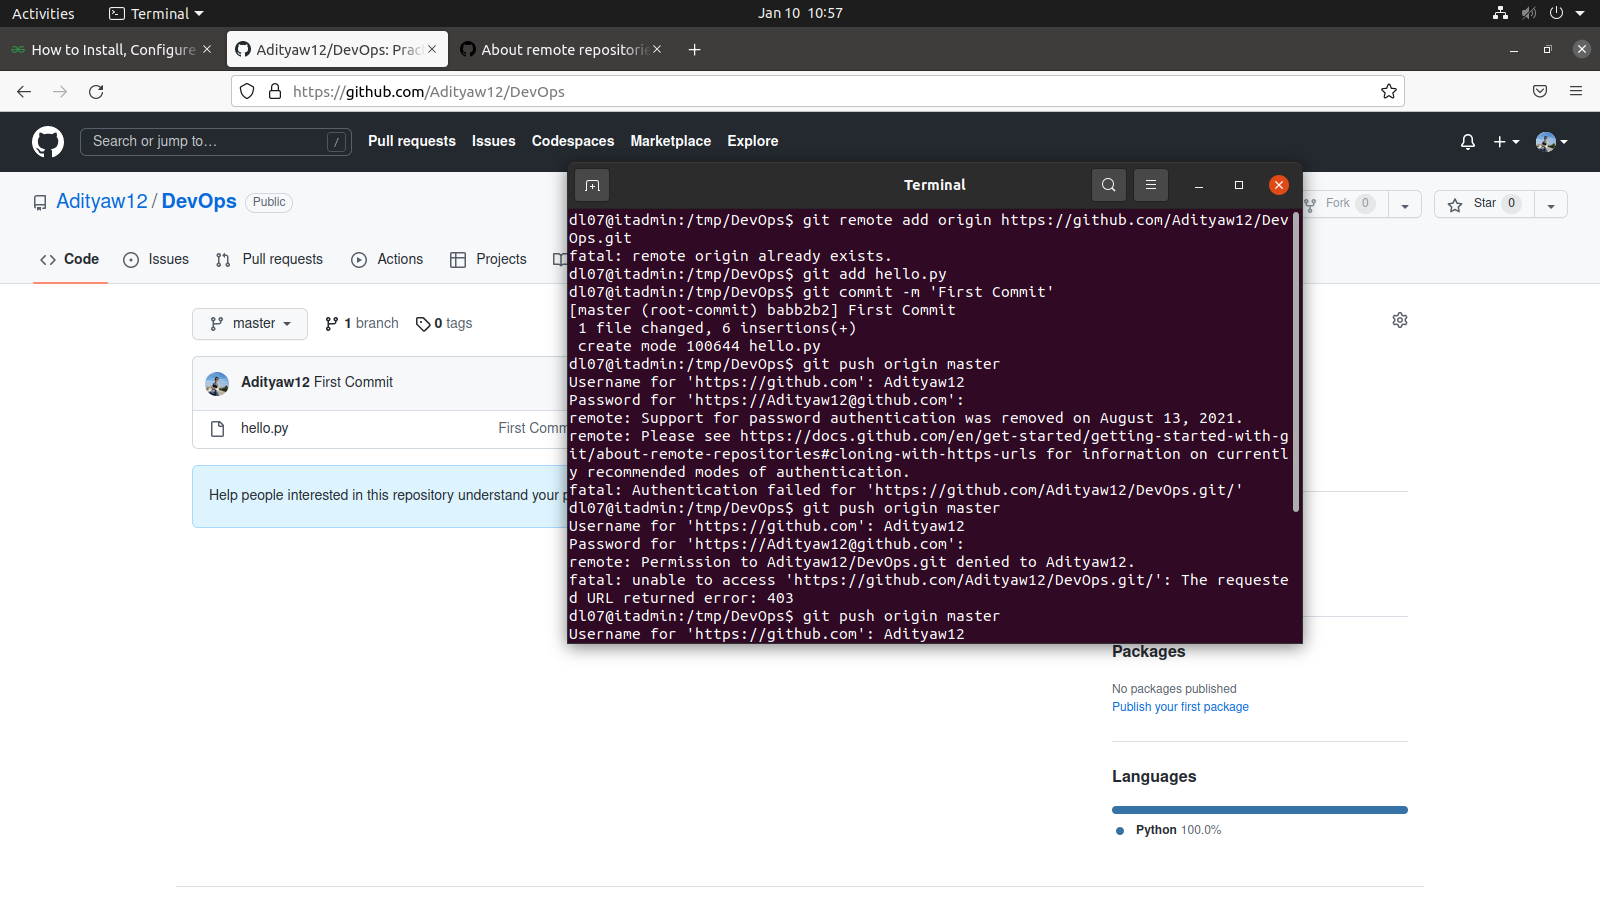 Activities
Terminal
Jan 10 10:57
How to Install, Configure
Adityaw12/DevOps: Prac
About remote repositorie
https://github.com/Adityaw12/DevOps
Search or jump to…
/
Pull requests
Issues
Codespaces
Marketplace
Explore
Adityaw12 / DevOps
Public
Fork 0
Star 0
Code
Issues
Pull requests
Actions
Projects
master
1 branch
0 tags
Adityaw12 First Commit
hello.py
First Comm
Help people interested in this repository understand your p
Terminal
dl07@itadmin:/tmp/DevOps$ git remote add origin https://github.com/Adityaw12/Dev
Ops.git
fatal: remote origin already exists.
dl07@itadmin:/tmp/DevOps$ git add hello.py
dl07@itadmin:/tmp/DevOps$ git commit -m 'First Commit'
[master (root-commit) babb2b2] First Commit
 1 file changed, 6 insertions(+)
 create mode 100644 hello.py
dl07@itadmin:/tmp/DevOps$ git push origin master
Username for 'https://github.com': Adityaw12
Password for 'https://Adityaw12@github.com':
remote: Support for password authentication was removed on August 13, 2021.
remote: Please see https://docs.github.com/en/get-started/getting-started-with-g
it/about-remote-repositories#cloning-with-https-urls for information on currentl
y recommended modes of authentication.
fatal: Authentication failed for 'https://github.com/Adityaw12/DevOps.git/'
dl07@itadmin:/tmp/DevOps$ git push origin master
Username for 'https://github.com': Adityaw12
Password for 'https://Adityaw12@github.com':
remote: Permission to Adityaw12/DevOps.git denied to Adityaw12.
fatal: unable to access 'https://github.com/Adityaw12/DevOps.git/': The requeste
d URL returned error: 403
dl07@itadmin:/tmp/DevOps$ git push origin master
Username for 'https://github.com': Adityaw12
Packages
No packages published
Publish your first package
Languages
Python 100.0%